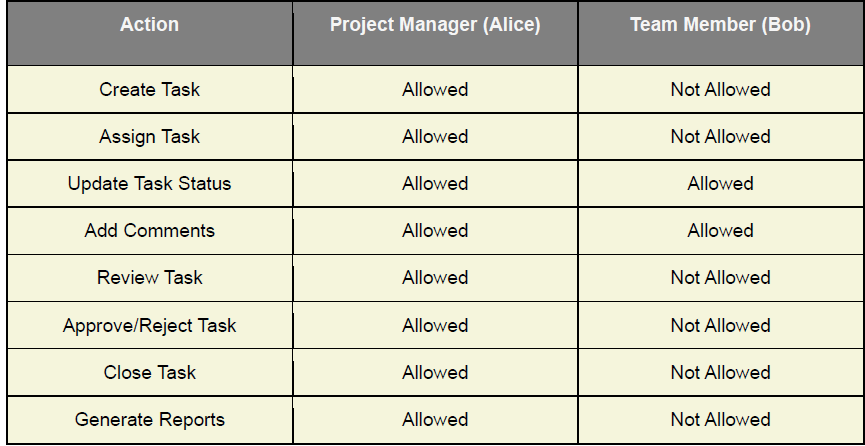 Action Project Manager (Alice) Team Member (Bob)
Create Task Allowed Not Allowed
Assign Task Allowed Not Allowed
Update Task Status Allowed Allowed
Add Comments Allowed Allowed
Review Task Allowed Not Allowed
Approve/Reject Task Allowed Not Allowed
Close Task Allowed Not Allowed
Generate Reports Allowed Not Allowed